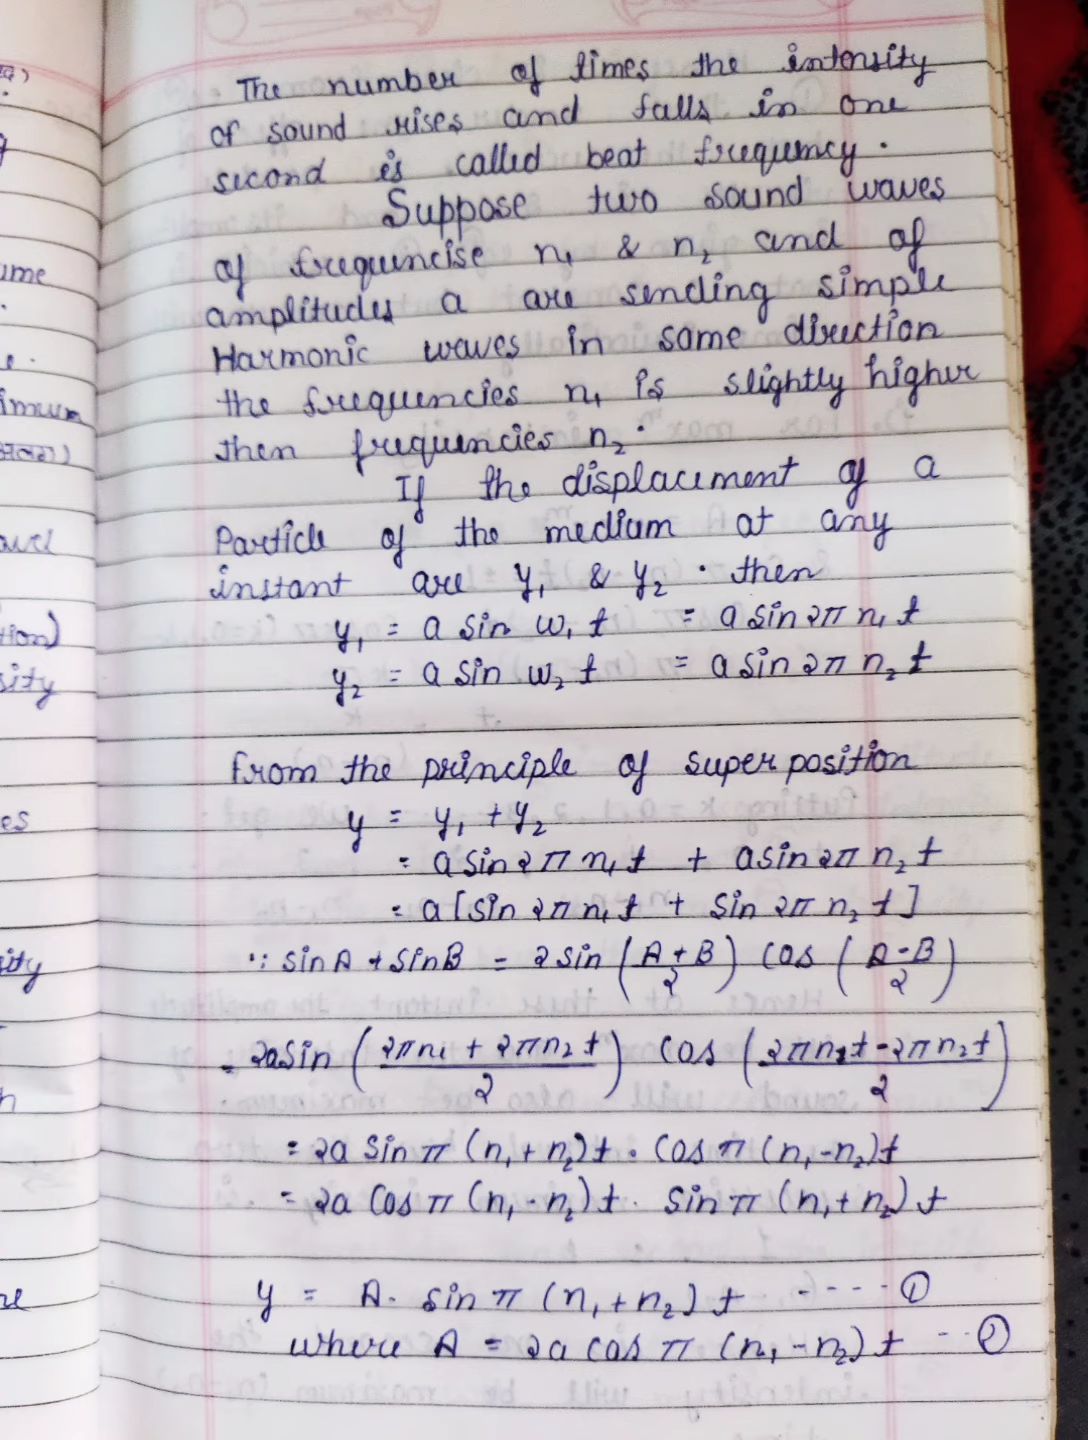 The number of times the intensity
of sound rises and falls in one
second is called beat frequency.
Suppose two sound waves
of frequencise n₁ & n₂ and of
amplitudes a are sending simple
Harmonic waves in same direction
the frequencies n₁ is slightly higher
then frequencies n₂.
If the displacement of a
Particle of the medium at any
instant are y₁ & y₂. then
y₁ = a sin w₁ t = a sin 2π n₁ t
y₂ = a sin w₂ t = a sin 2π n₂ t
from the principle of super position
y = y₁ + y₂
= a sin 2π n₁ t + a sin 2π n₂ t
= a [sin 2π n₁ t + sin 2π n₂ t]
∵ sin A + sin B = 2 sin (A + B / 2) cos (A - B / 2)
= 2a sin (2πn₁ + 2πn₂ t / 2) cos (2πn₁t - 2πn₂t / 2)
= 2a sin π (n₁ + n₂) t . cos π (n₁ - n₂) t
= 2a cos π (n₁ - n₂) t . sin π (n₁ + n₂) t
y = A . sin π (n₁ + n₂) t ---- ①
where A = 2a cos π (n₁ - n₂) t -- ②